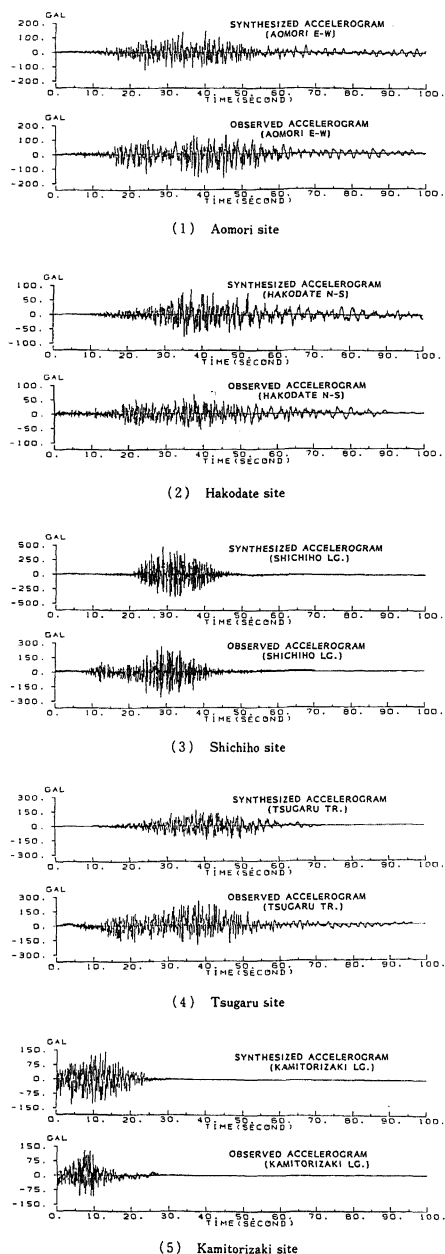 GAL
200.
100.
0.
-100.
-200.
SYNTHESIZED ACCELEROGRAM
(AOMORI E-W)
0. 10. 20. 30. 40. 50. 60. 70. 80. 90. 100.
TIME(SECOND)
GAL
200.
100.
0.
-100.
-200.
OBSERVED ACCELEROGRAM
(AOMORI E-W)
0. 10. 20. 30. 40. 50. 60. 70. 80. 90. 100.
TIME(SECOND)
(1) Aomori site
GAL
100.
50.
0.
-50.
-100.
SYNTHESIZED ACCELEROGRAM
(HAKODATE N-S)
0. 10. 20. 30. 40. 50. 60. 70. 80. 90. 100.
TIME(SECOND)
GAL
100.
50.
0.
-50.
-100.
OBSERVED ACCELEROGRAM
(HAKODATE N-S)
0. 10. 20. 30. 40. 50. 60. 70. 80. 90. 100.
TIME(SECOND)
(2) Hakodate site
GAL
500.
250.
0.
-250.
-500.
SYNTHESIZED ACCELEROGRAM
(SHICHIHO LG.)
0. 10. 20. 30. 40. 50. 60. 70. 80. 90. 100.
TIME(SECOND)
GAL
300.
150.
0.
-150.
-300.
OBSERVED ACCELEROGRAM
(SHICHIHO LG.)
0. 10. 20. 30. 40. 50. 60. 70. 80. 90. 100.
TIME(SECOND)
(3) Shichiho site
GAL
300.
150.
0.
-150.
-300.
SYNTHESIZED ACCELEROGRAM
(TSUGARU TR.)
0. 10. 20. 30. 40. 50. 60. 70. 80. 90. 100.
TIME(SECOND)
GAL
300.
150.
0.
-150.
-300.
OBSERVED ACCELEROGRAM
(TSUGARU TR.)
0. 10. 20. 30. 40. 50. 60. 70. 80. 90. 100.
TIME(SECOND)
(4) Tsugaru site
GAL
150.
75.
0.
-75.
-150.
SYNTHESIZED ACCELEROGRAM
(KAMITORIZAKI LG.)
0. 10. 20. 30. 40. 50. 60. 70. 80. 90. 100.
TIME(SECOND)
GAL
150.
75.
0.
-75.
-150.
OBSERVED ACCELEROGRAM
(KAMITORIZAKI LG.)
0. 10. 20. 30. 40. 50. 60. 70. 80. 90. 100.
TIME(SECOND)
(5) Kamitorizaki site